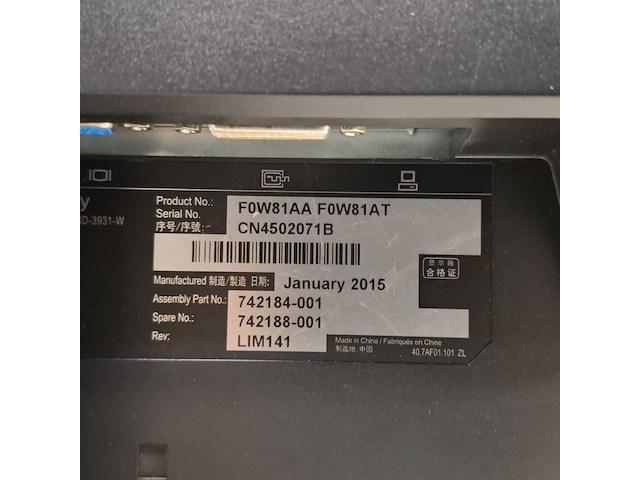 y
D-3931-W
Product No.: F0W81AA F0W81AT
Serial No.
序号/序號: CN4502071B
显示器
合格证
Manufactured 制造/製造 日期: January 2015
Assembly Part No.: 742184-001
Spare No.: 742188-001
Rev: LIM141
Made in China / Fabriqués en Chine
制造地: 中国
40.7AF01.101 ZL